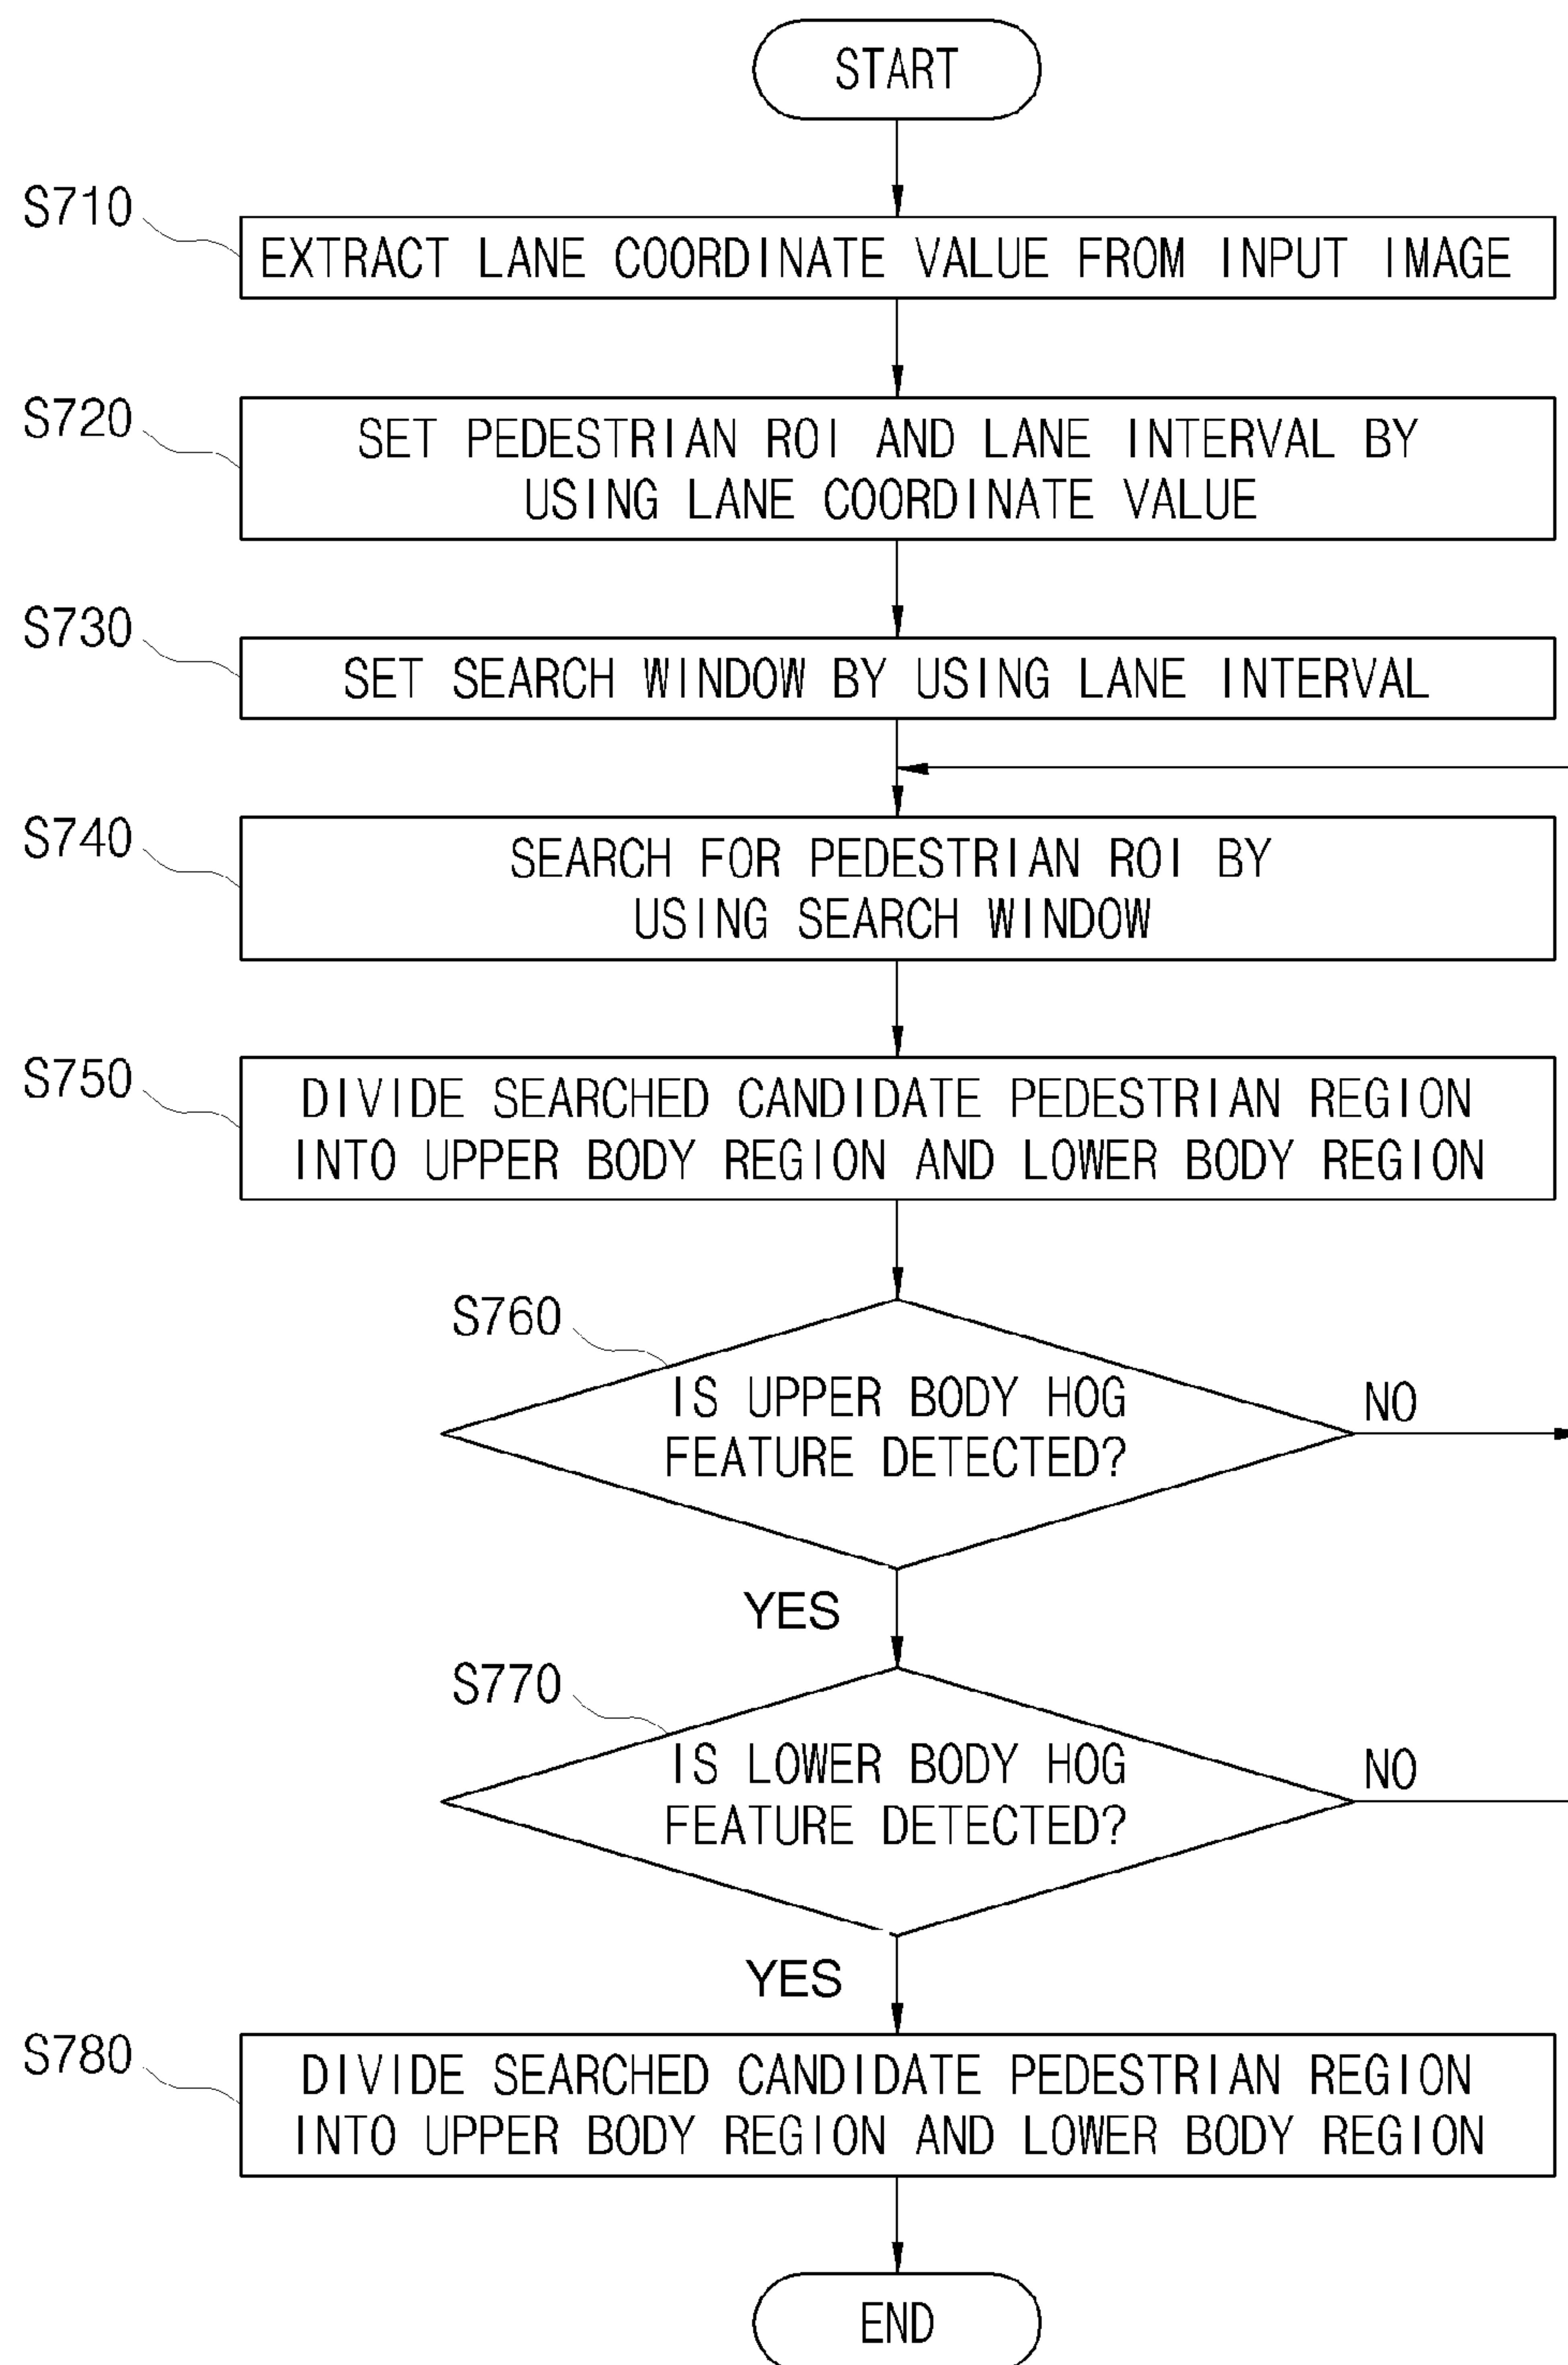 START
S710
EXTRACT LANE COORDINATE VALUE FROM INPUT IMAGE
S720
SET PEDESTRIAN ROI AND LANE INTERVAL BY
USING LANE COORDINATE VALUE
S730
SET SEARCH WINDOW BY USING LANE INTERVAL
S740
SEARCH FOR PEDESTRIAN ROI BY
USING SEARCH WINDOW
S750
DIVIDE SEARCHED CANDIDATE PEDESTRIAN REGION
INTO UPPER BODY REGION AND LOWER BODY REGION
S760
IS UPPER BODY HOG
FEATURE DETECTED?
NO
YES
S770
IS LOWER BODY HOG
FEATURE DETECTED?
NO
YES
S780
DIVIDE SEARCHED CANDIDATE PEDESTRIAN REGION
INTO UPPER BODY REGION AND LOWER BODY REGION
END